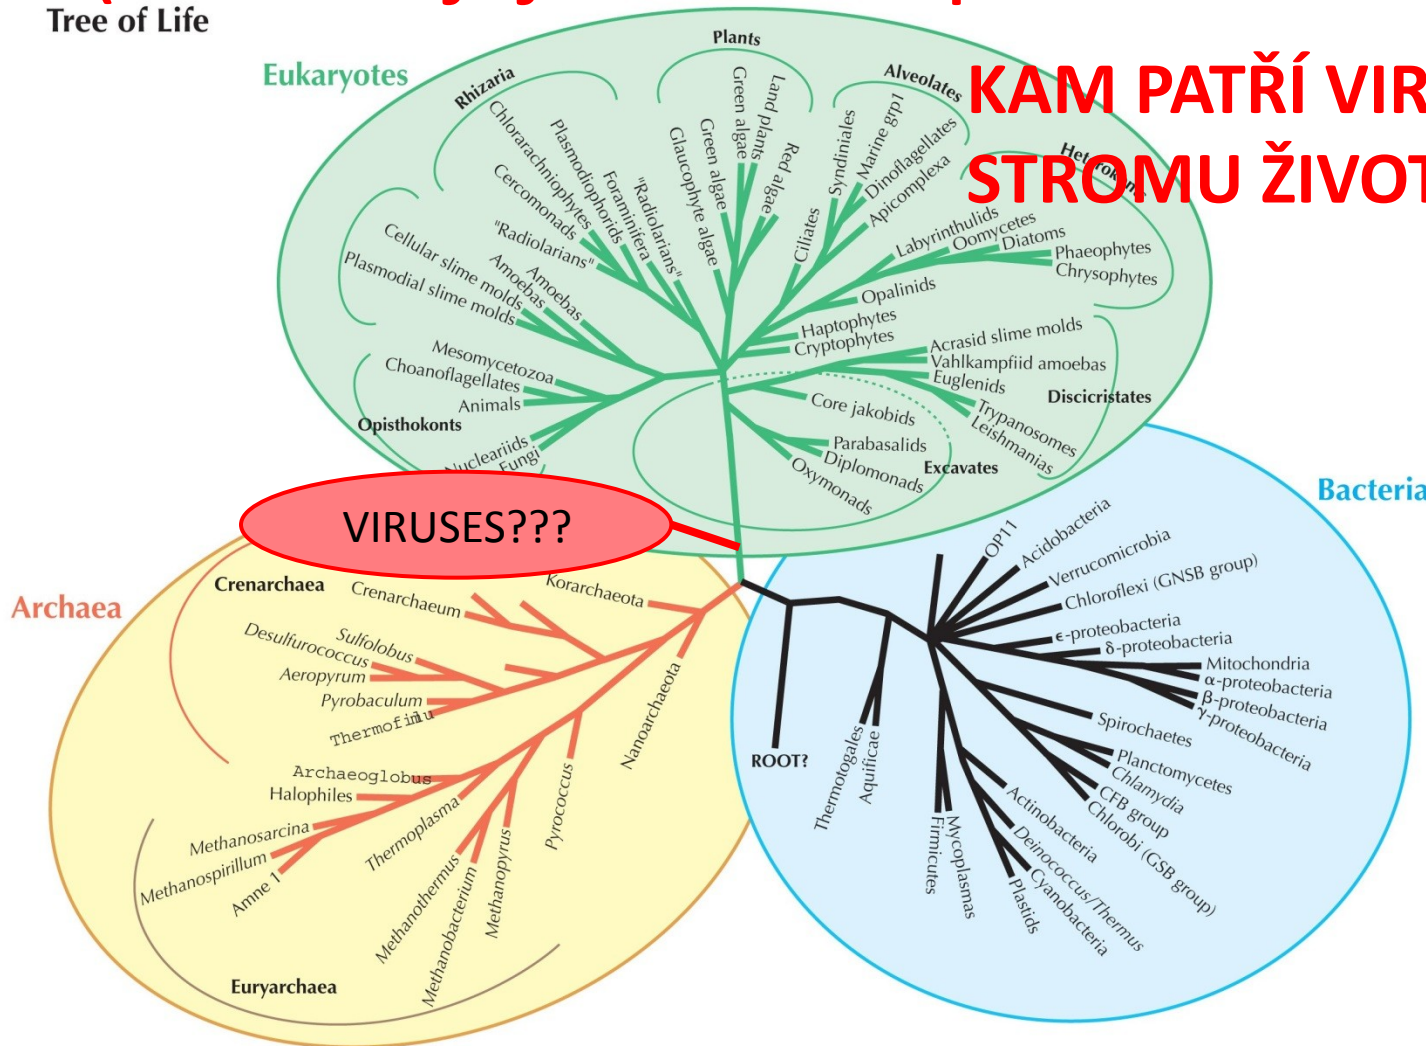 Tree of Life
KAM PATŘÍ VIR
STROMU ŽIVOT
Eukaryotes
Rhizaria
Plants
Alveolates
Chlorarachniophytes
Plasmodiophorids
Cercomonads
Foraminifera
"Radiolarians"
"Radiolarians"
Glaucophyte algae
Green algae
Green algae
Land plants
Red algae
Ciliates
Syndiniales
Marine grp1
Dinoflagellates
Apicomplexa
Labyrinthulids
Oomycetes
Diatoms
Phaeophytes
Chrysophytes
Opalinids
Haptophytes
Cryptophytes
Cellular slime molds
Plasmodial slime molds
Amoebas
Amoebas
Mesomycetozoa
Choanoflagellates
Animals
Opisthokonts
Nucleariids
Fungi
Acrasid slime molds
Vahlkampfiid amoebas
Euglenids
Trypanosomes
Leishmanias
Discicristates
Core jakobids
Parabasalids
Diplomonads
Oxymonads
Excavates
VIRUSES???
Bacteria
Archaea
Crenarchaea
Crenarchaeum
Korarchaeota
Desulfurococcus
Sulfolobus
Aeropyrum
Pyrobaculum
Nanoarchaeota
Archaeoglobus
Halophiles
Methanosarcina
Methanospirillum
Amne 1
Thermoplasma
Methanothermus
Methanobacterium
Methanopyrus
Pyrococcus
Euryarchaea
ROOT?
Thermotogales
Aquificae
OP11
Acidobacteria
Verrucomicrobia
Chloroflexi (GNSB group)
ϵ-proteobacteria
δ-proteobacteria
Mitochondria
α-proteobacteria
β-proteobacteria
γ-proteobacteria
Spirochaetes
Planctomycetes
Chlamydia
CFB group
Chlorobi (GSB group)
Actinobacteria
Deinococcus/Thermus
Cyanobacteria
Plastids
Mycoplasmas
Firmicutes